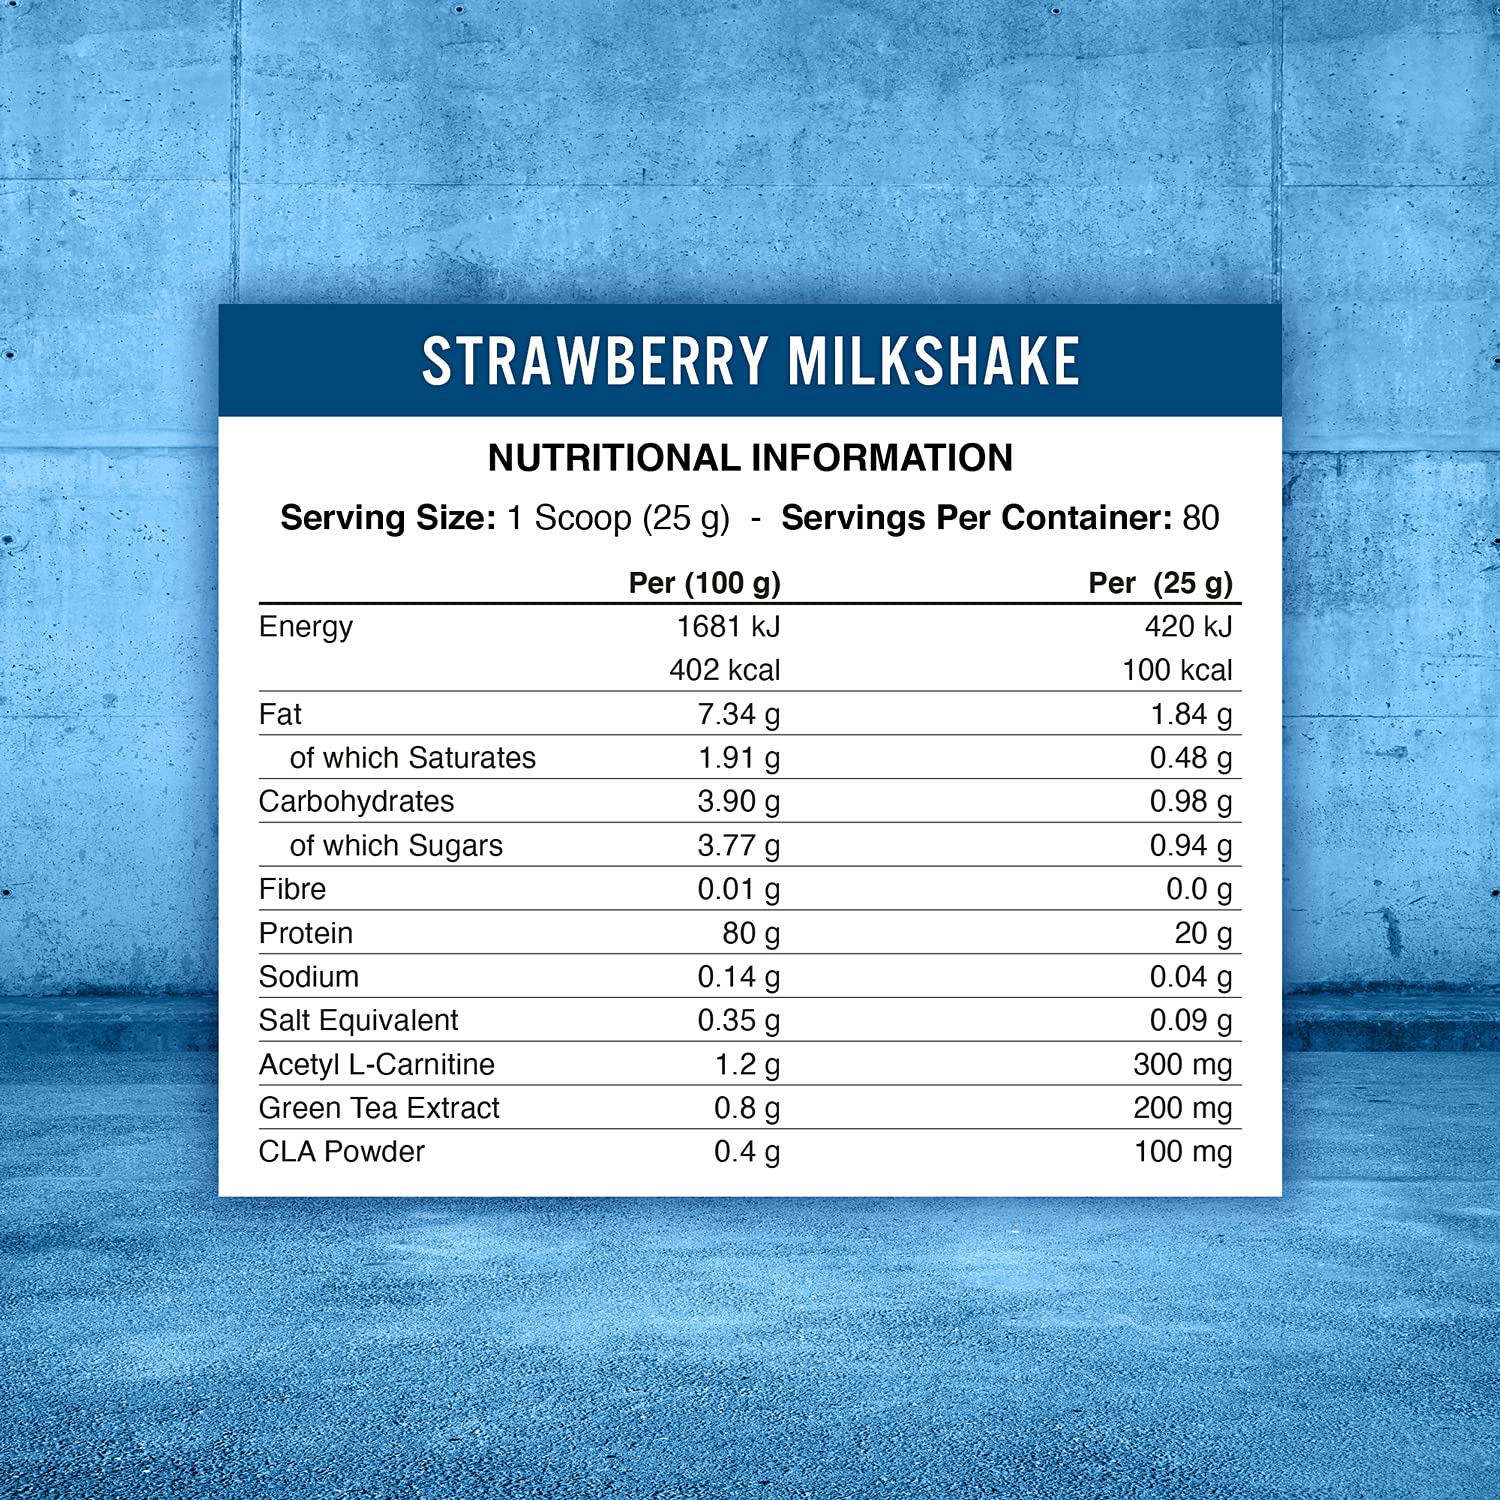 STRAWBERRY MILKSHAKE
NUTRITIONAL INFORMATION
Serving Size: 1 Scoop (25 g) - Servings Per Container: 80
Per (100 g) Per (25 g)
Energy 1681 kJ 420 kJ
402 kcal 100 kcal
Fat 7.34 g 1.84 g
of which Saturates 1.91 g 0.48 g
Carbohydrates 3.90 g 0.98 g
of which Sugars 3.77 g 0.94 g
Fibre 0.01 g 0.0 g
Protein 80 g 20 g
Sodium 0.14 g 0.04 g
Salt Equivalent 0.35 g 0.09 g
Acetyl L-Carnitine 1.2 g 300 mg
Green Tea Extract 0.8 g 200 mg
CLA Powder 0.4 g 100 mg